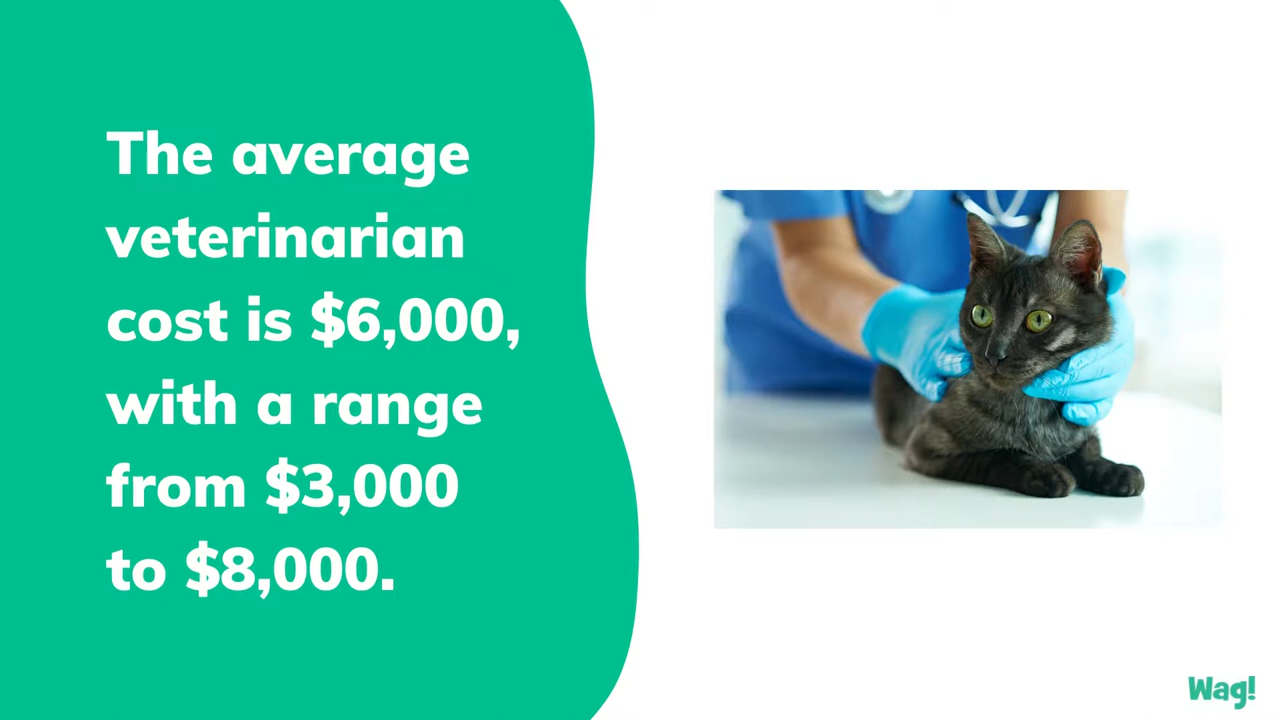 The average
veterinarian
cost is $6,000,
with a range
from $3,000
to $8,000.
Wag!